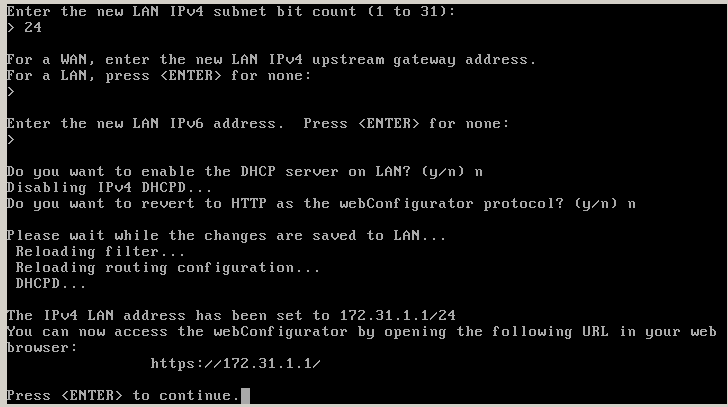 Enter the new LAN IPv4 subnet bit count (1 to 31):
> 24
For a WAN, enter the new LAN IPv4 upstream gateway address.
For a LAN, press <ENTER> for none:
>
Enter the new LAN IPv6 address.  Press <ENTER> for none:
>
Do you want to enable the DHCP server on LAN? (y/n) n
Disabling IPv4 DHCPD...
Do you want to revert to HTTP as the webConfigurator protocol? (y/n) n
Please wait while the changes are saved to LAN...
Reloading filter...
Reloading routing configuration...
DHCPD...
The IPv4 LAN address has been set to 172.31.1.1/24
You can now access the webConfigurator by opening the following URL in your web
browser:
https://172.31.1.1/
Press <ENTER> to continue.